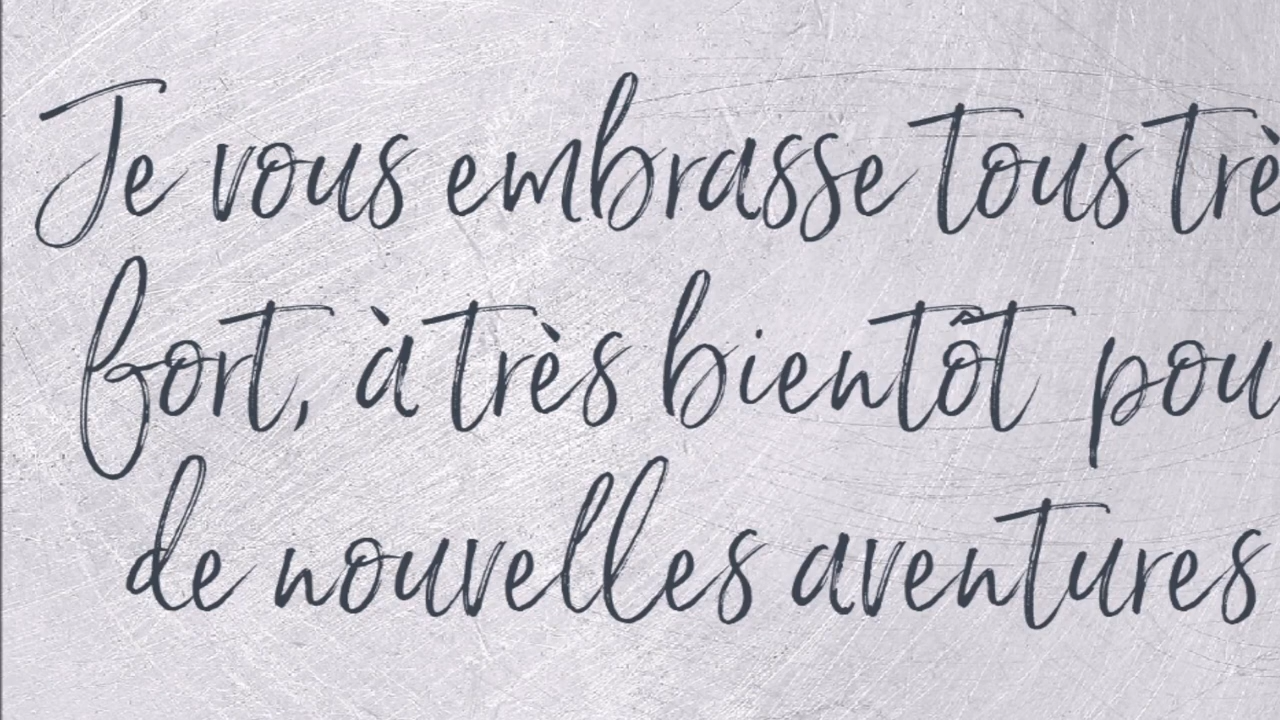 Je vous embrasse tous trè
fort, à très bientôt pou
de nouvelles aventures